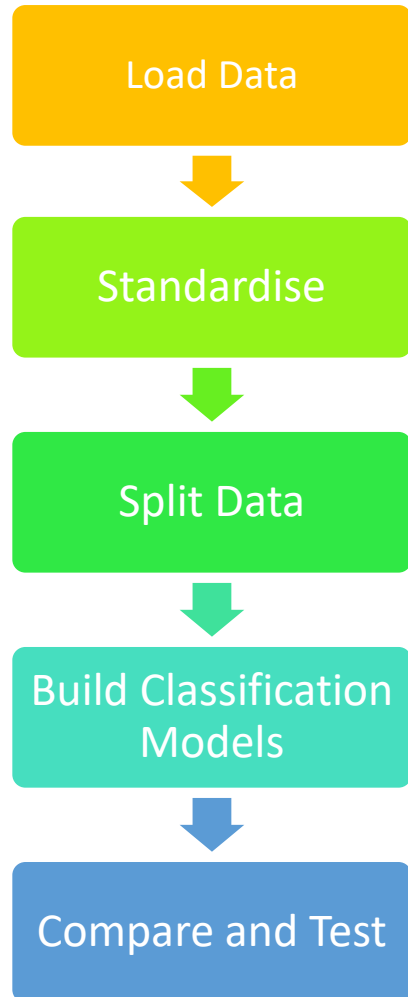 Load Data
Standardise
Split Data
Build Classification
Models
Compare and Test